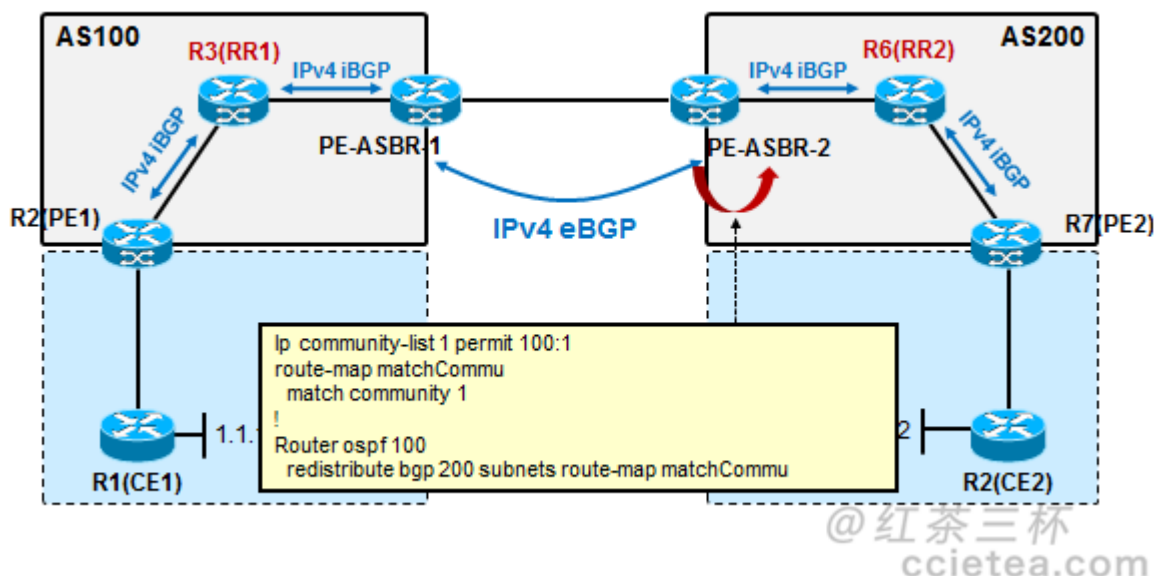 AS100
AS200
R3(RR1)
R6(RR2)
IPv4 iBGP
IPv4 iBGP
PE-ASBR-1
PE-ASBR-2
IPv4 iBGP
IPv4 iBGP
IPv4 eBGP
R2(PE1)
R7(PE2)
Ip community-list 1 permit 100:1
route-map matchCommu
match community 1
!
Router ospf 100
redistribute bgp 200 subnets route-map matchCommu
1.1.
2
R1(CE1)
R2(CE2)
@红茶三杯
ccietea.com